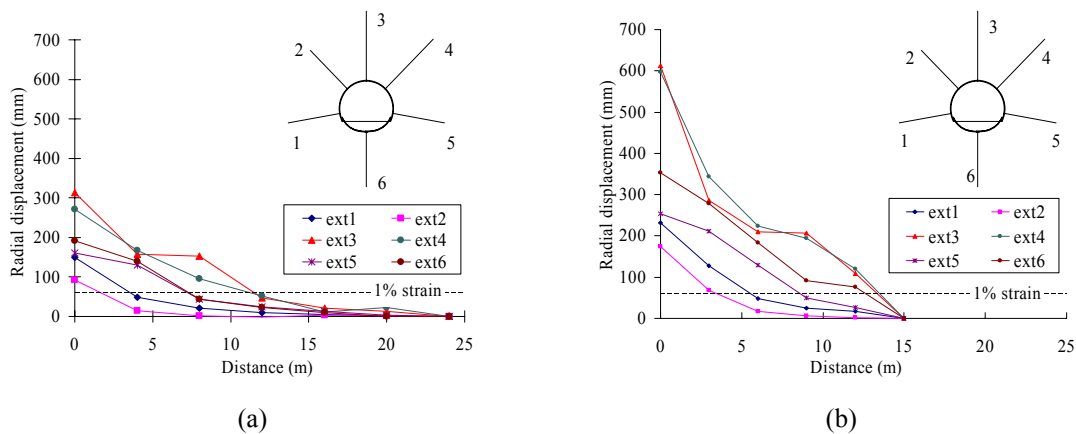 700
600
500
400
300
200
100
0
Radial displacement (mm)
0 5 10 15 20 25
Distance (m)
1
2
3
4
5
6
ext1 ext2
ext3 ext4
ext5 ext6
1% strain
(a)
700
600
500
400
300
200
100
0
Radial displacement (mm)
0 5 10 15 20 25
Distance (m)
1
2
3
4
5
6
ext1 ext2
ext3 ext4
ext5 ext6
1% strain
(b)